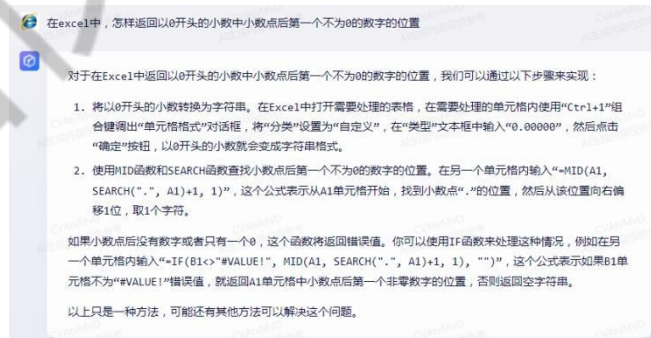 在excel中，怎样返回以0开头的小数中小数点后第一个不为0的数字的位置
对于在Excel中返回以0开头的小数中小数点后第一个不为0的数字的位置，我们可以通过以下步骤来实现：
1. 将以0开头的小数转换为字符串。在Excel中打开需要处理的表格，在需要处理的单元格内使用“Ctrl+1”组
合键调出“单元格格式”对话框，将“分类”设置为“自定义”，在“类型”文本框中输入“0.00000”，然后点击
“确定”按钮，以0开头的小数就会变成字符串格式。
2. 使用MID函数和SEARCH函数查找小数点后第一个不为0的数字的位置。在另一个单元格内输入“=MID(A1,
SEARCH(".", A1)+1, 1)”，这个公式表示从A1单元格开始，找到小数点“.”的位置，然后从该位置向右偏
移1位，取1个字符。
如果小数点后没有数字或者只有一个0，这个函数将返回错误值。你可以使用IF函数来处理这种情况，例如在另
一个单元格内输入“=IF(B1<>"#VALUE!", MID(A1, SEARCH(".", A1)+1, 1), "")”，这个公式表示如果B1单
元格不为“#VALUE!”错误值，就返回A1单元格中小数点后第一个非零数字的位置，否则返回空字符串。
以上只是一种方法，可能还有其他方法可以解决这个问题。